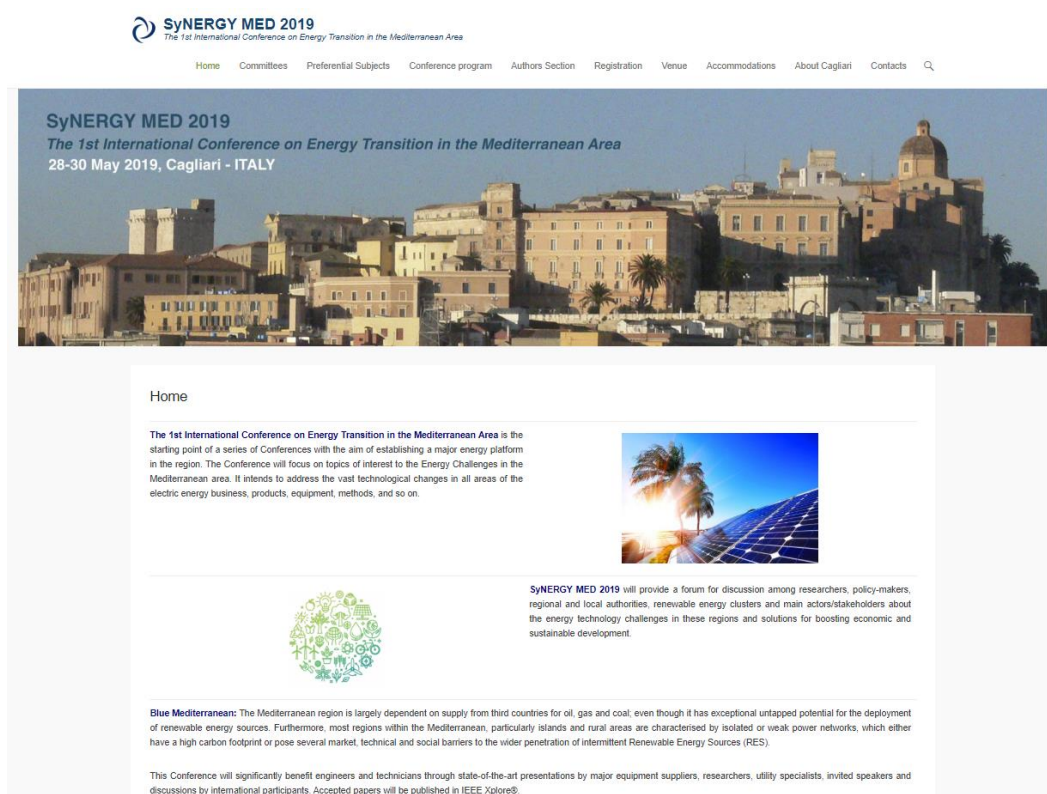 SyNERGY MED 2019
The 1st International Conference on Energy Transition in the Mediterranean Area
Home Committees Preferential Subjects Conference program Authors Section Registration Venue Accommodations About Cagliari Contacts
SyNERGY MED 2019
The 1st International Conference on Energy Transition in the Mediterranean Area
28-30 May 2019, Cagliari - ITALY
Home
The 1st International Conference on Energy Transition in the Mediterranean Area is the
starting point of a series of Conferences with the aim of establishing a major energy platform
in the region. The Conference will focus on topics of interest to the Energy Challenges in the
Mediterranean area. It intends to address the vast technological changes in all areas of the
electric energy business, products, equipment, methods, and so on.
SyNERGY MED 2019 will provide a forum for discussion among researchers, policy-makers,
regional and local authorities, renewable energy clusters and main actors/stakeholders about
the energy technology challenges in these regions and solutions for boosting economic and
sustainable development.
Blue Mediterranean: The Mediterranean region is largely dependent on supply from third countries for oil, gas and coal; even though it has exceptional untapped potential for the deployment
of renewable energy sources. Furthermore, most regions within the Mediterranean, particularly islands and rural areas are characterised by isolated or weak power networks, which either
have a high carbon footprint or pose several market, technical and social barriers to the wider penetration of intermittent Renewable Energy Sources (RES).
This Conference will significantly benefit engineers and technicians through state-of-the-art presentations by major equipment suppliers, researchers, utility specialists, invited speakers and
discussions by international participants. Accepted papers will be published in IEEE Xplore®.